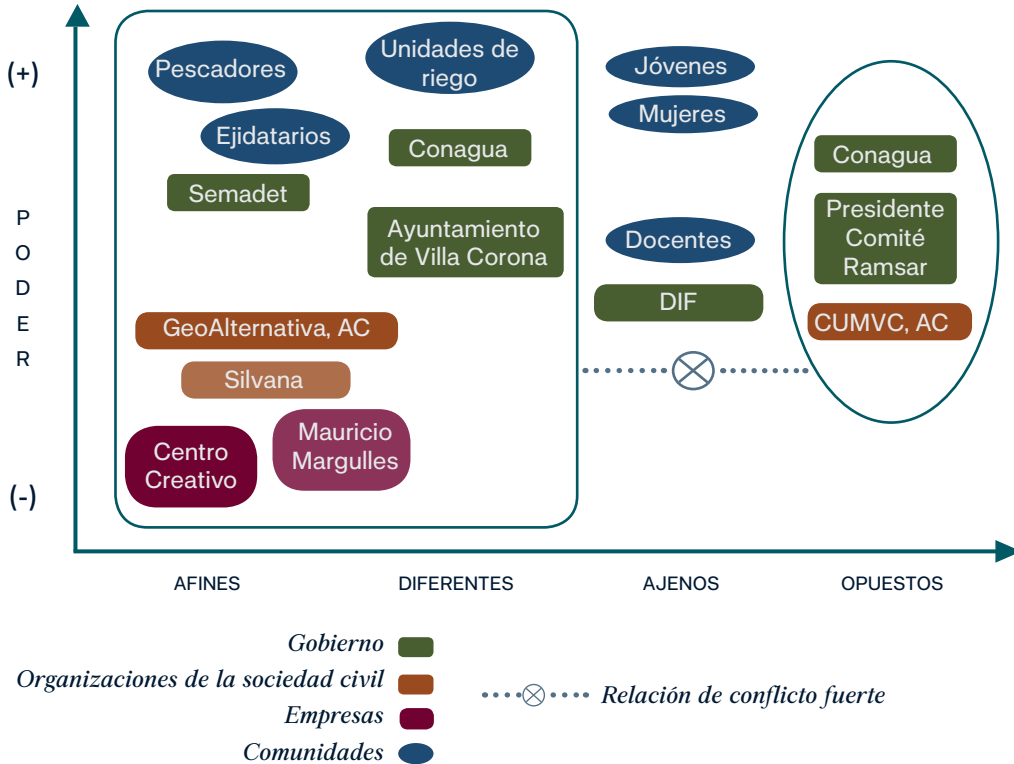 (+)
P
O
D
E
R
(-)
Pescadores
Ejidatarios
Semadet
GeoAlternativa, AC
Silvana
Centro
Creativo
Mauricio
Margulles
Unidades de
riego
Conagua
Ayuntamiento
de Villa Corona
Jóvenes
Mujeres
Docentes
DIF
Conagua
Presidente
Comité
Ramsar
CUMVC, AC
AFINES
DIFERENTES
AJENOS
OPUESTOS
Gobierno
Organizaciones de la sociedad civil
Empresas
Comunidades
Relación de conflicto fuerte